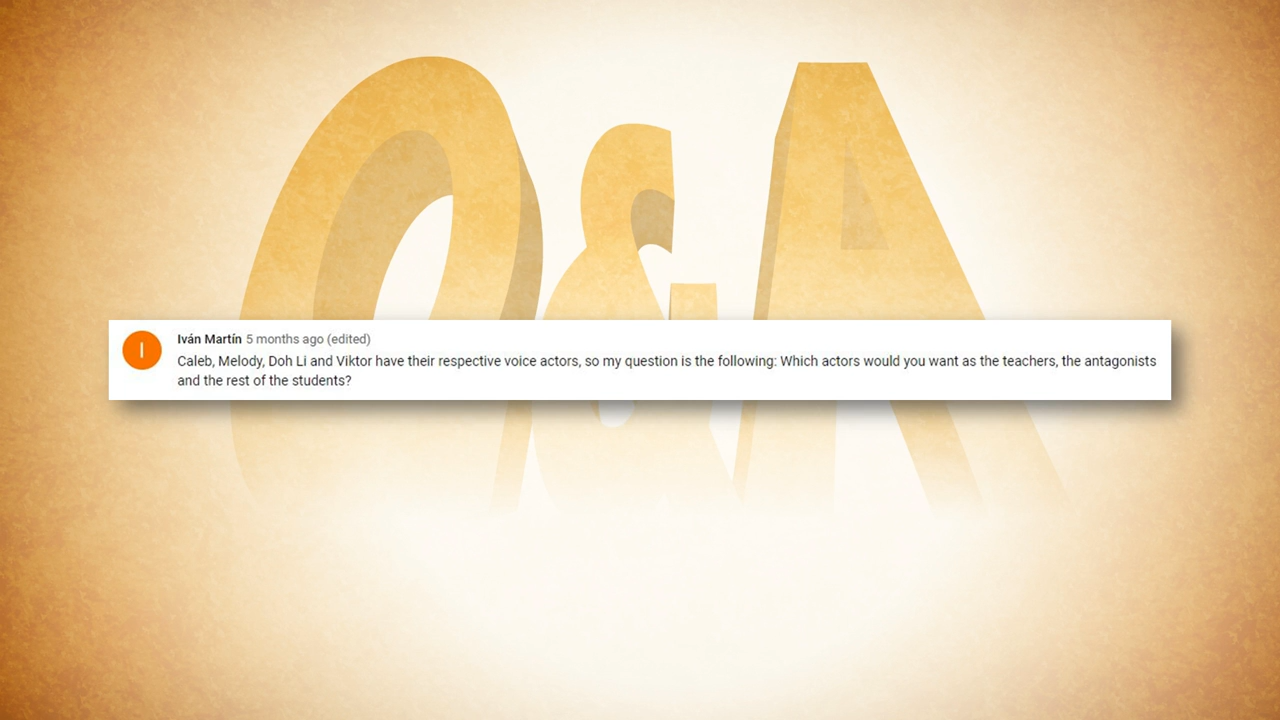 Q&A
I
Iván Martín 5 months ago (edited)
Caleb, Melody, Doh Li and Viktor have their respective voice actors, so my question is the following: Which actors would you want as the teachers, the antagonists
and the rest of the students?